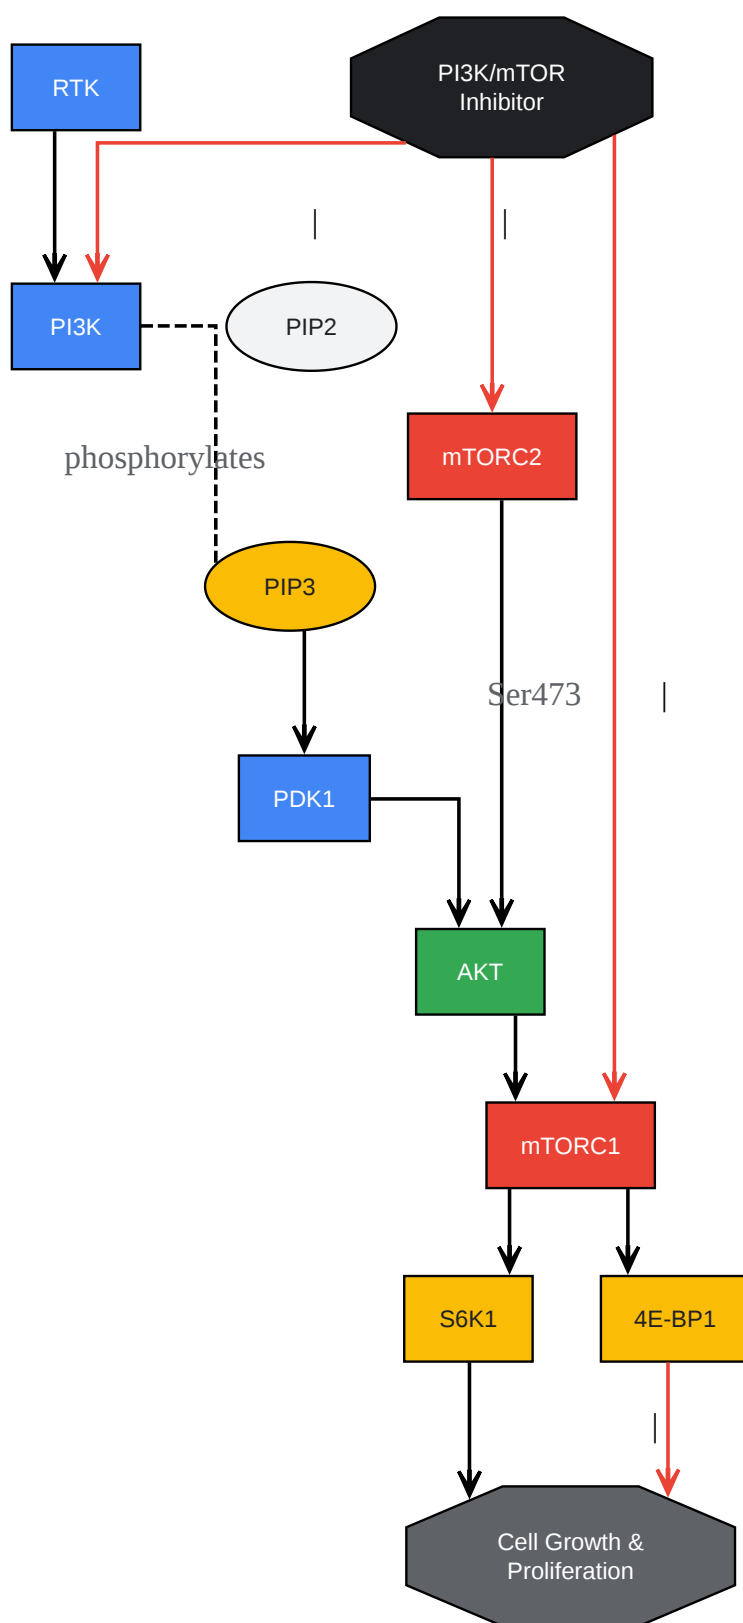 RTK
PI3K/mTOR
Inhibitor
|
|
PI3K
PIP2
phosphorylates
mTORC2
PIP3
Ser473
|
PDK1
AKT
mTORC1
S6K1
4E-BP1
|
Cell Growth &
Proliferation